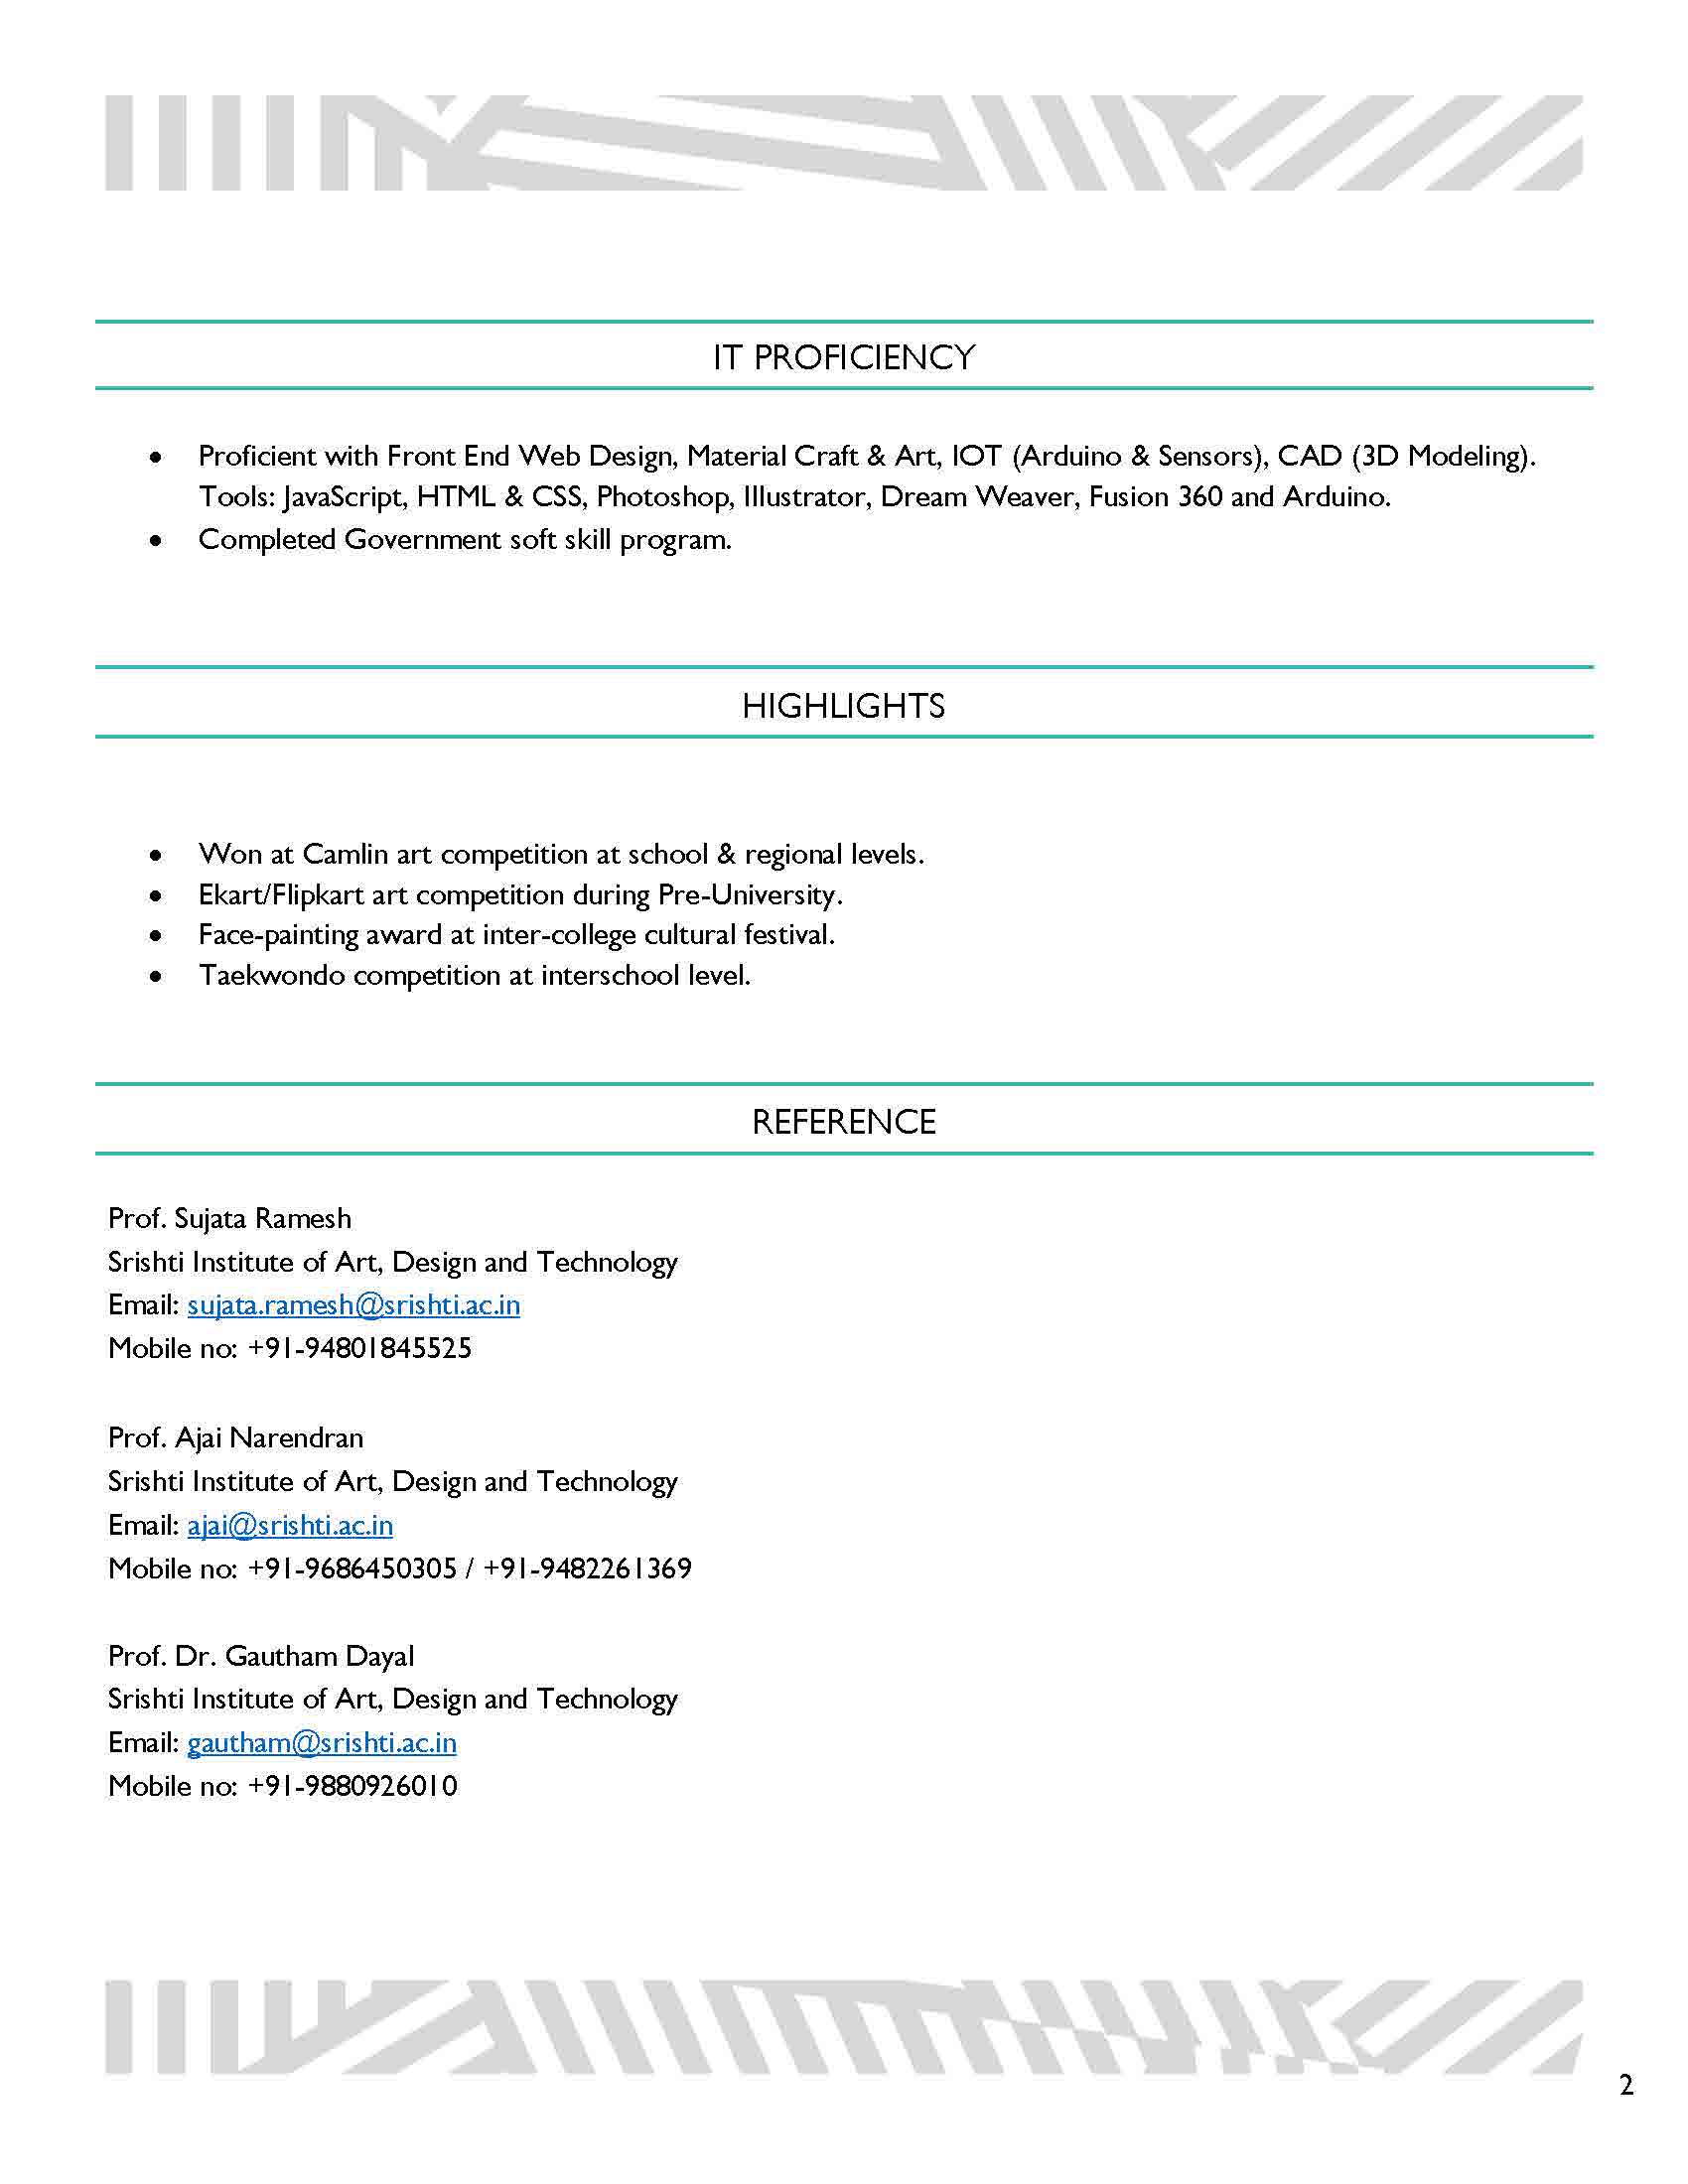 IT PROFICIENCY
• Proficient with Front End Web Design, Material Craft & Art, IOT (Arduino & Sensors), CAD (3D Modeling).
Tools: JavaScript, HTML & CSS, Photoshop, Illustrator, Dream Weaver, Fusion 360 and Arduino.
• Completed Government soft skill program.
HIGHLIGHTS
• Won at Camlin art competition at school & regional levels.
• Ekart/Flipkart art competition during Pre-University.
• Face-painting award at inter-college cultural festival.
• Taekwondo competition at interschool level.
REFERENCE
Prof. Sujata Ramesh
Srishti Institute of Art, Design and Technology
Email: sujata.ramesh@srishti.ac.in
Mobile no: +91-94801845525
Prof. Ajai Narendran
Srishti Institute of Art, Design and Technology
Email: ajai@srishti.ac.in
Mobile no: +91-9686450305 / +91-9482261369
Prof. Dr. Gautham Dayal
Srishti Institute of Art, Design and Technology
Email: gautham@srishti.ac.in
Mobile no: +91-9880926010
2